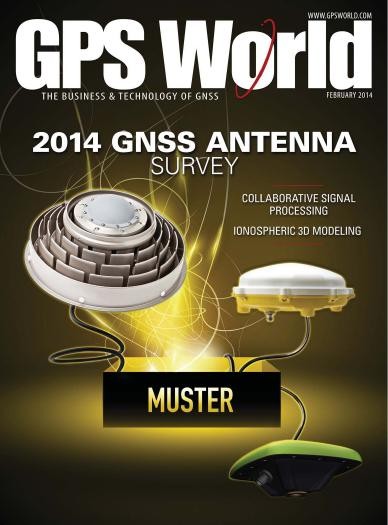 WWW.GPSWORLD.COM
GPS World
THE BUSINESS & TECHNOLOGY OF GNSS
FEBRUARY 2014
2014 GNSS ANTENNA
SURVEY
COLLABORATIVE SIGNAL
PROCESSING
IONOSPHERIC 3D MODELING
MUSTER